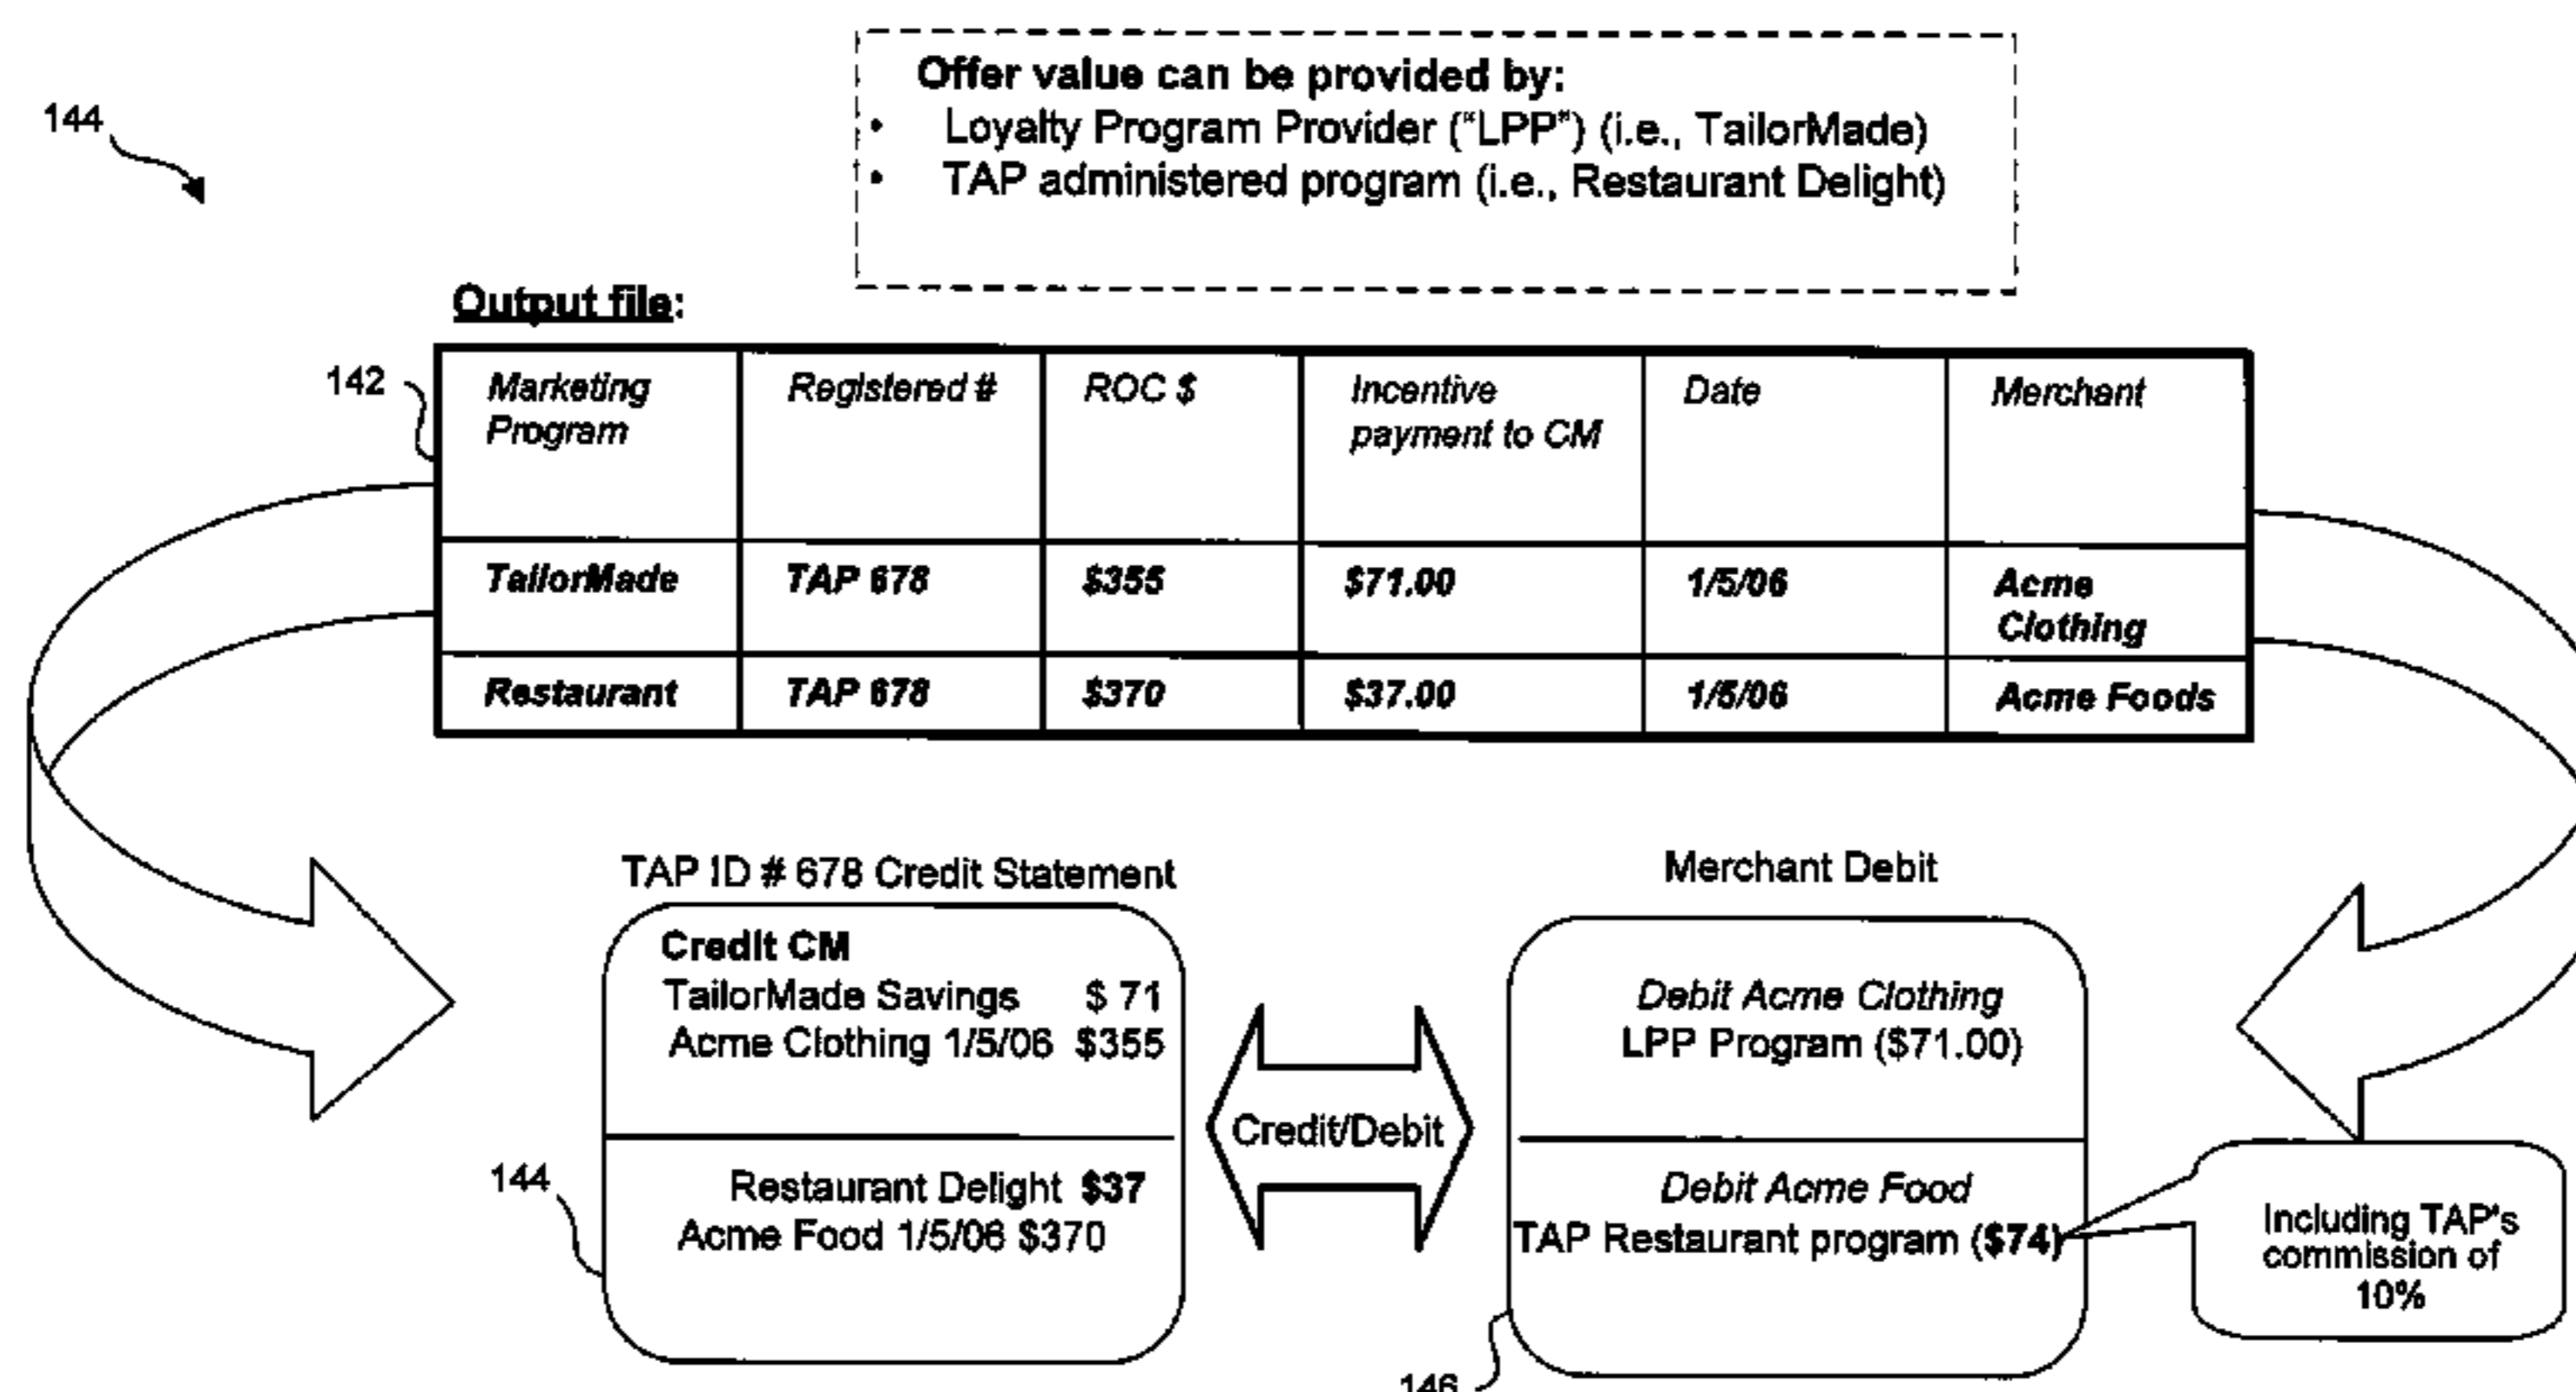 Offer value can be provided by:
• Loyalty Program Provider ("LPP") (i.e., TailorMade)
• TAP administered program (i.e., Restaurant Delight)
144
Output file:
142
Marketing Program
Registered #
ROC $
Incentive payment to CM
Date
Merchant
TailorMade
TAP 678
$355
$71.00
1/5/06
Acme Clothing
Restaurant
TAP 678
$370
$37.00
1/5/06
Acme Foods
TAP ID # 678 Credit Statement
Credit CM
TailorMade Savings $ 71
Acme Clothing 1/5/06 $355
Restaurant Delight $37
Acme Food 1/5/06 $370
144
Credit/Debit
Merchant Debit
Debit Acme Clothing
LPP Program ($71.00)
Debit Acme Food
TAP Restaurant program ($74)
Including TAP's
commission of
10%
146